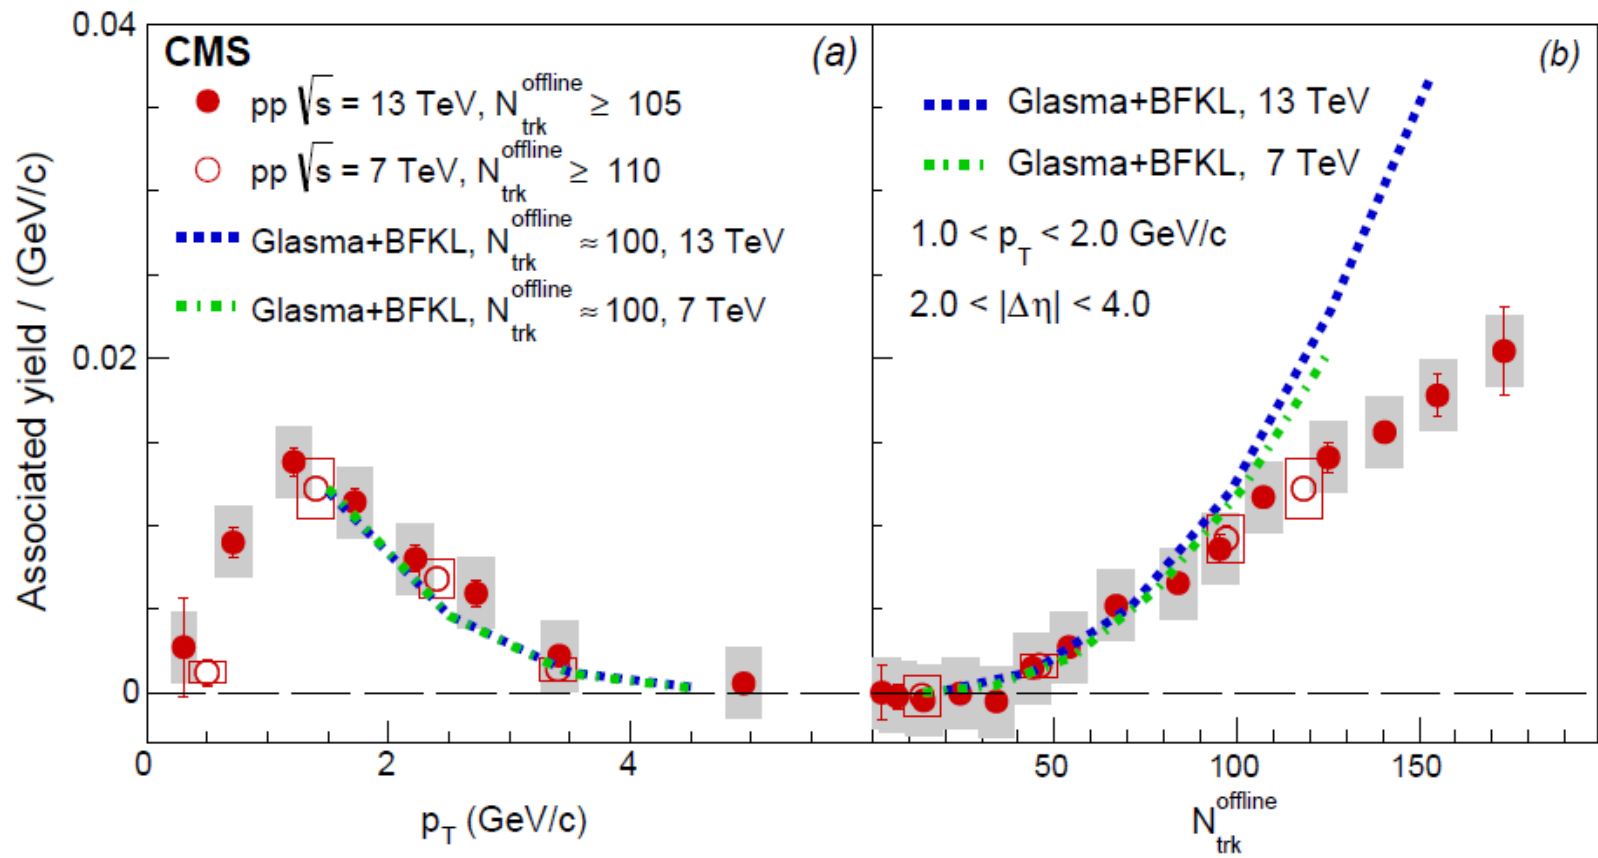 0.04
0.02
0
Associated yield / (GeV/c)
CMS
(a)
pp √s = 13 TeV, N_trk^offline ≥ 105
pp √s = 7 TeV, N_trk^offline ≥ 110
Glasma+BFKL, N_trk^offline ≈ 100, 13 TeV
Glasma+BFKL, N_trk^offline ≈ 100, 7 TeV
0 2 4
p_T (GeV/c)
(b)
Glasma+BFKL, 13 TeV
Glasma+BFKL, 7 TeV
1.0 < p_T < 2.0 GeV/c
2.0 < |Δη| < 4.0
50 100 150
N_trk^offline